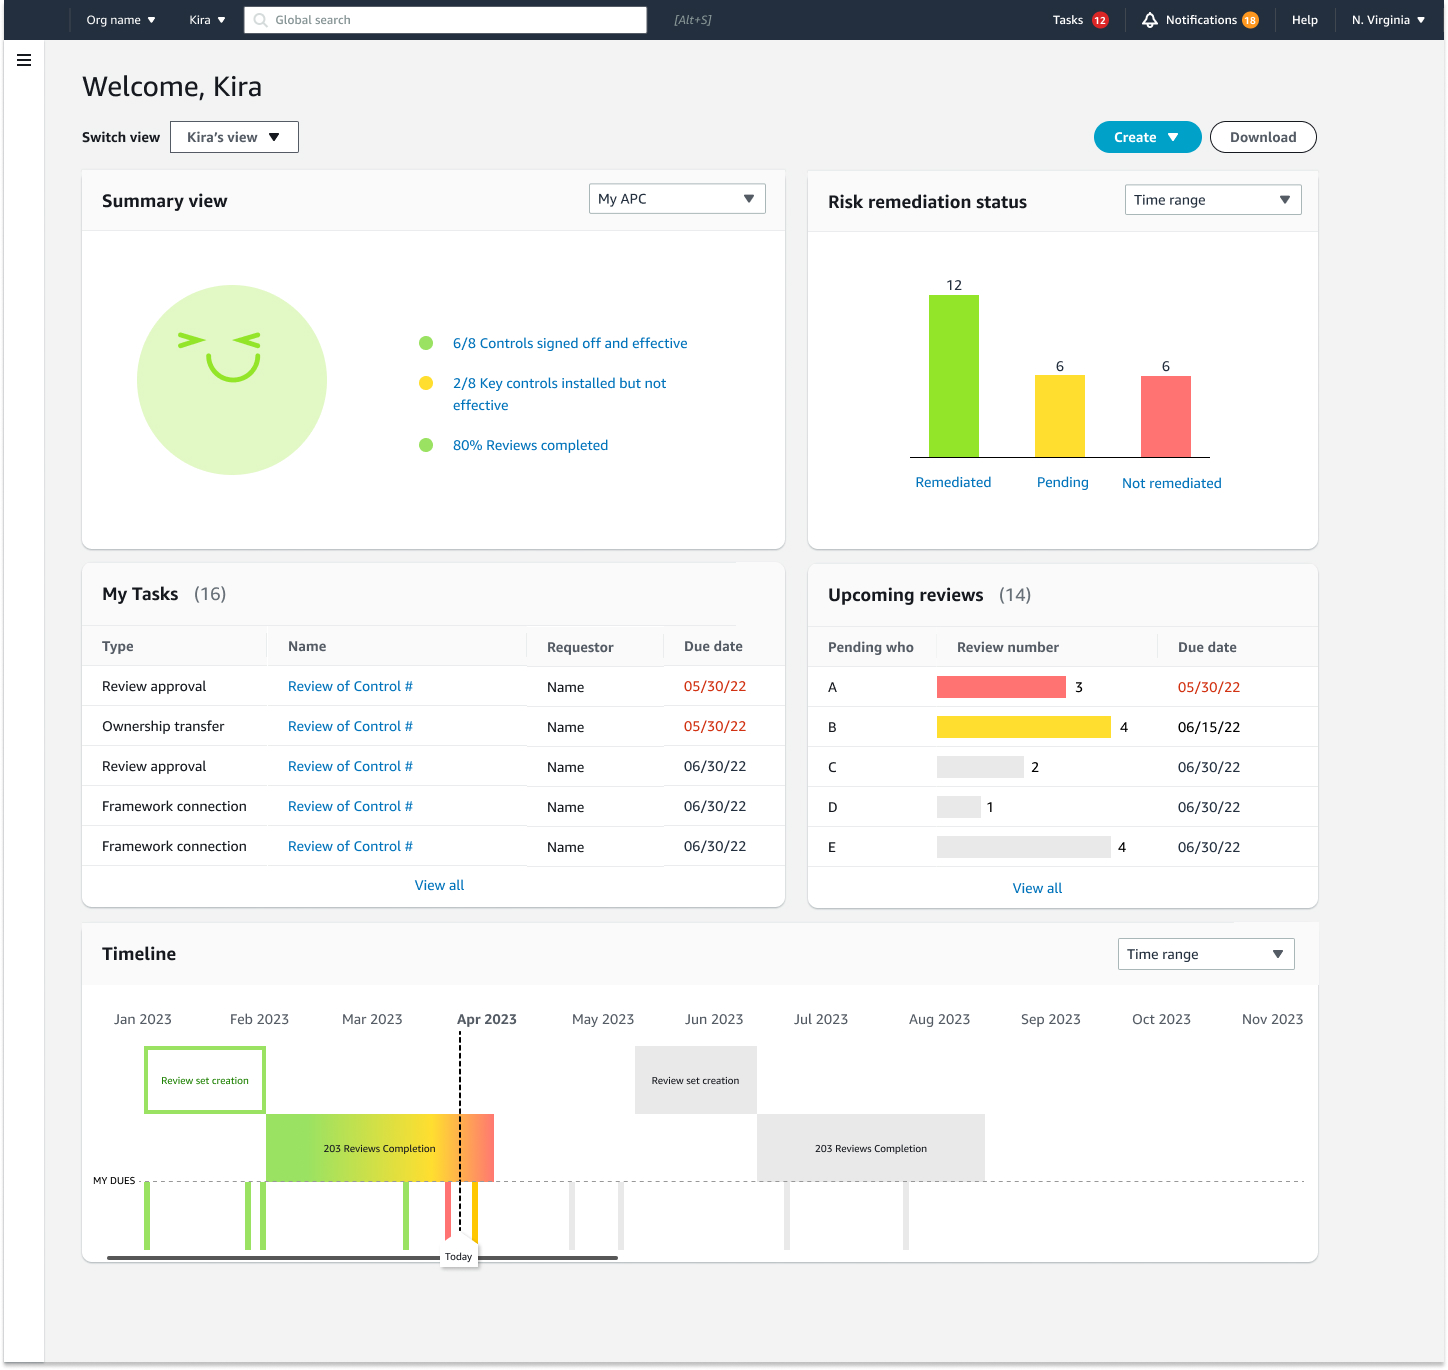 Org name
Kira
Global search
[Alt+S]
Tasks 12
Notifications 18
Help
N. Virginia
Welcome, Kira
Switch view
Kira's view
Create
Download
Summary view
My APC
6/8 Controls signed off and effective
2/8 Key controls installed but not
effective
80% Reviews completed
Risk remediation status
Time range
12
6
6
Remediated
Pending
Not remediated
My Tasks (16)
Type Name Requestor Due date
Review approval Review of Control # Name 05/30/22
Ownership transfer Review of Control # Name 05/30/22
Review approval Review of Control # Name 06/30/22
Framework connection Review of Control # Name 06/30/22
Framework connection Review of Control # Name 06/30/22
View all
Upcoming reviews (14)
Pending who Review number Due date
A 3 05/30/22
B 4 06/15/22
C 2 06/30/22
D 1 06/30/22
E 4 06/30/22
View all
Timeline
Time range
Jan 2023 Feb 2023 Mar 2023 Apr 2023 May 2023 Jun 2023 Jul 2023 Aug 2023 Sep 2023 Oct 2023 Nov 2023
Review set creation
Review set creation
203 Reviews Completion
203 Reviews Completion
MY DUES
Today